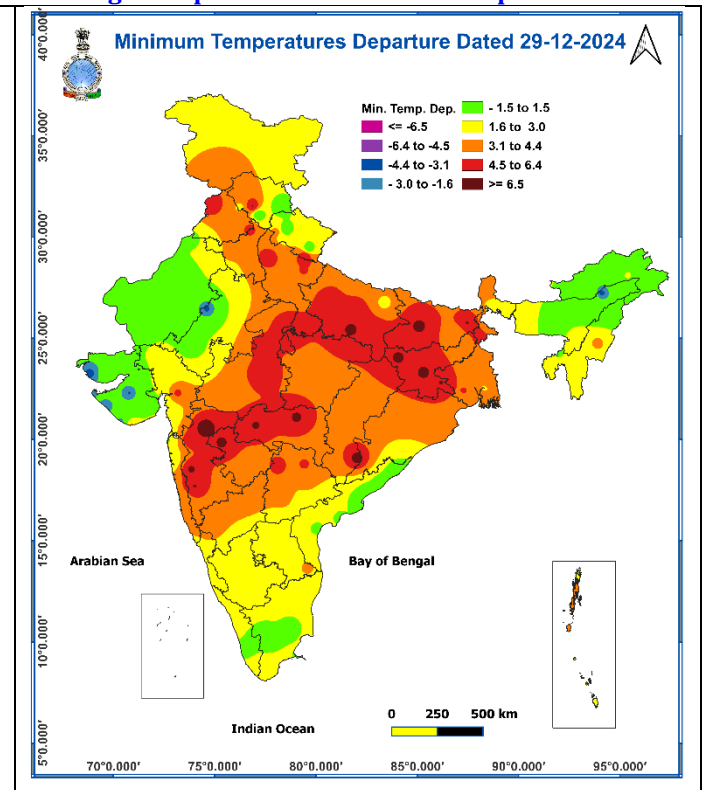 Minimum Temperatures Departure Dated 29-12-2024
Min. Temp. Dep.
<= -6.5
-6.4 to -4.5
-4.4 to -3.1
- 3.0 to -1.6
- 1.5 to 1.5
1.6 to 3.0
3.1 to 4.4
4.5 to 6.4
>= 6.5
40°0.000'
35°0.000'
30°0.000'
25°0.000'
20°0.000'
15°0.000'
10°0.000'
5°0.000'
Arabian Sea
Bay of Bengal
Indian Ocean
0 250 500 km
70°0.000' 75°0.000' 80°0.000' 85°0.000' 90°0.000' 95°0.000'